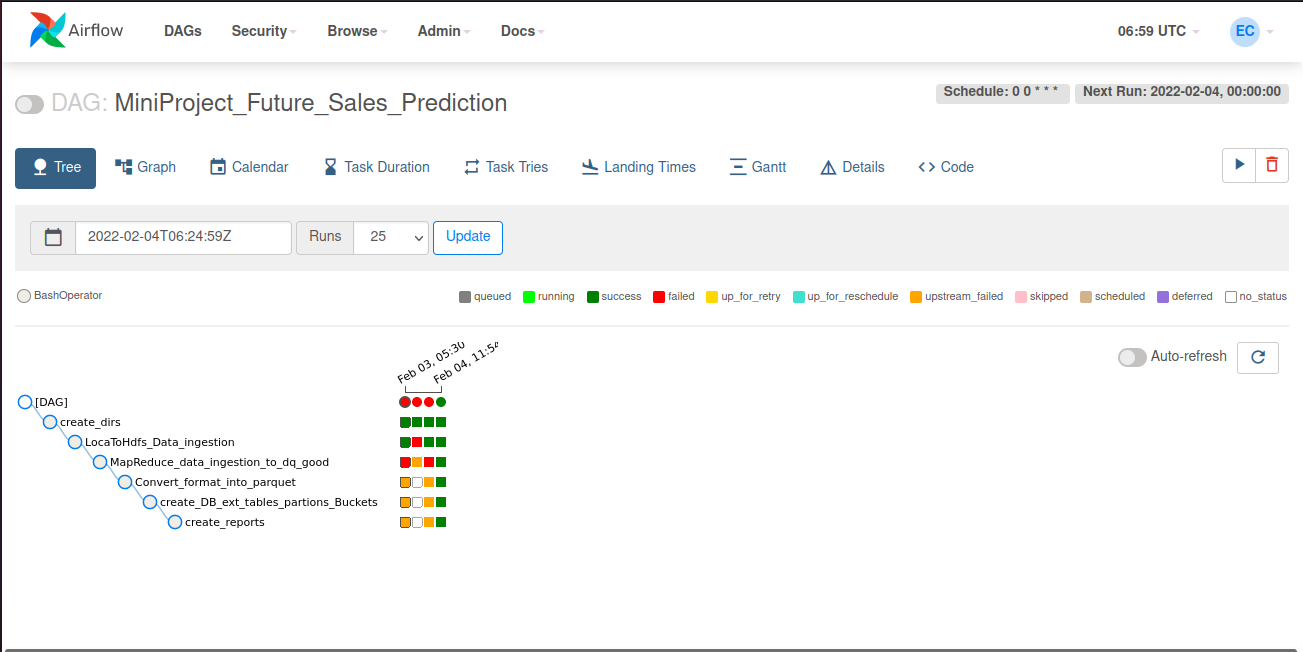 Airflow DAGs Security Browse Admin Docs 06:59 UTC EC
DAG: MiniProject_Future_Sales_Prediction Schedule: 0 0 * * * Next Run: 2022-02-04, 00:00:00
Tree Graph Calendar Task Duration Task Tries Landing Times Gantt Details Code
2022-02-04T06:24:59Z Runs 25 Update
BashOperator queued running success failed up_for_retry up_for_reschedule upstream_failed skipped scheduled deferred no_status
Auto-refresh
Feb 03, 05:30
Feb 04, 11:54
[DAG]
create_dirs
LocaToHdfs_Data_ingestion
MapReduce_data_ingestion_to_dq_good
Convert_format_into_parquet
create_DB_ext_tables_partions_Buckets
create_reports